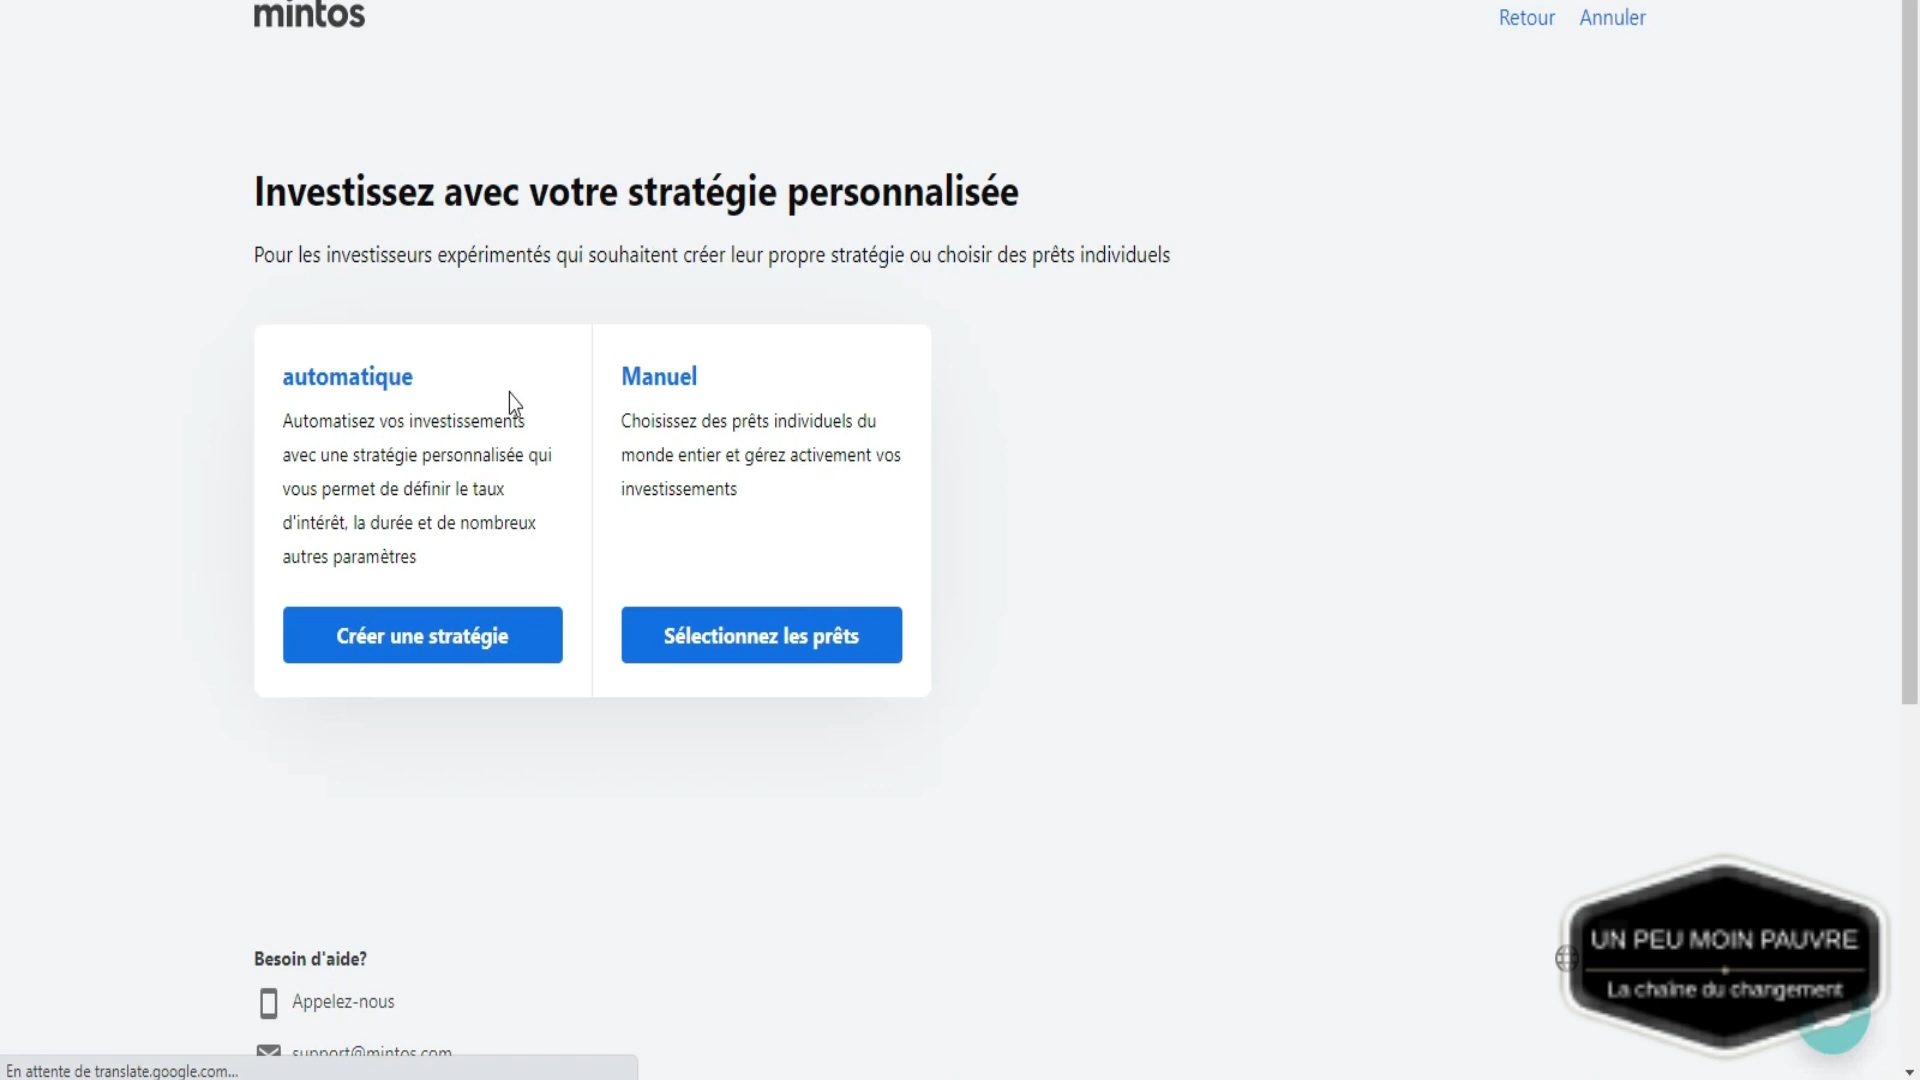 mintos
Retour
Annuler
Investissez avec votre stratégie personnalisée
Pour les investisseurs expérimentés qui souhaitent créer leur propre stratégie ou choisir des prêts individuels
automatique
Automatisez vos investissements
avec une stratégie personnalisée qui
vous permet de définir le taux
d'intérêt, la durée et de nombreux
autres paramètres
Créer une stratégie
Manuel
Choisissez des prêts individuels du
monde entier et gérez activement vos
investissements
Sélectionnez les prêts
Besoin d'aide?
Appelez-nous
support@mintos.com
En attente de translate.google.com...
UN PEU MOIN PAUVRE
La chaîne du changement